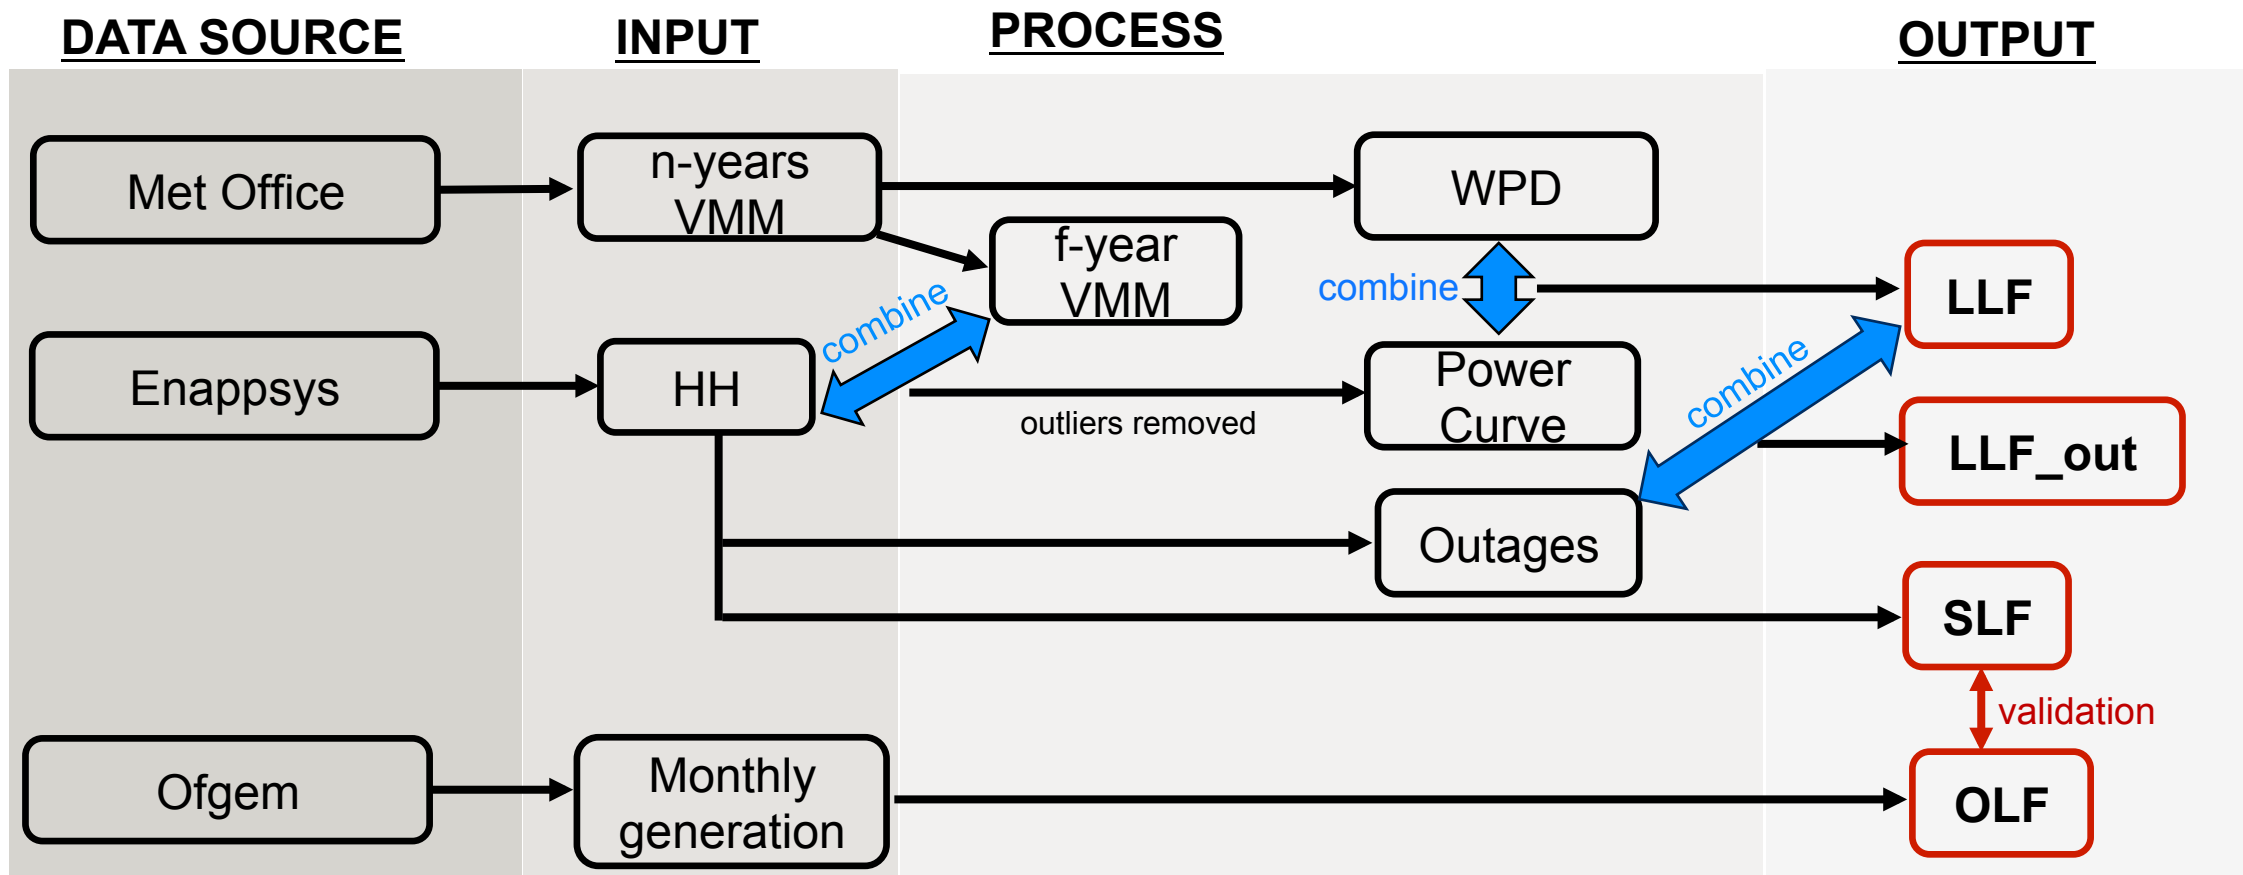 DATA SOURCE
INPUT
PROCESS
OUTPUT
Met Office
n-years
VMM
WPD
f-year
VMM
combine
combine
LLF
Enappsys
HH
outliers removed
Power
Curve
combine
LLF_out
Outages
SLF
validation
Ofgem
Monthly
generation
OLF